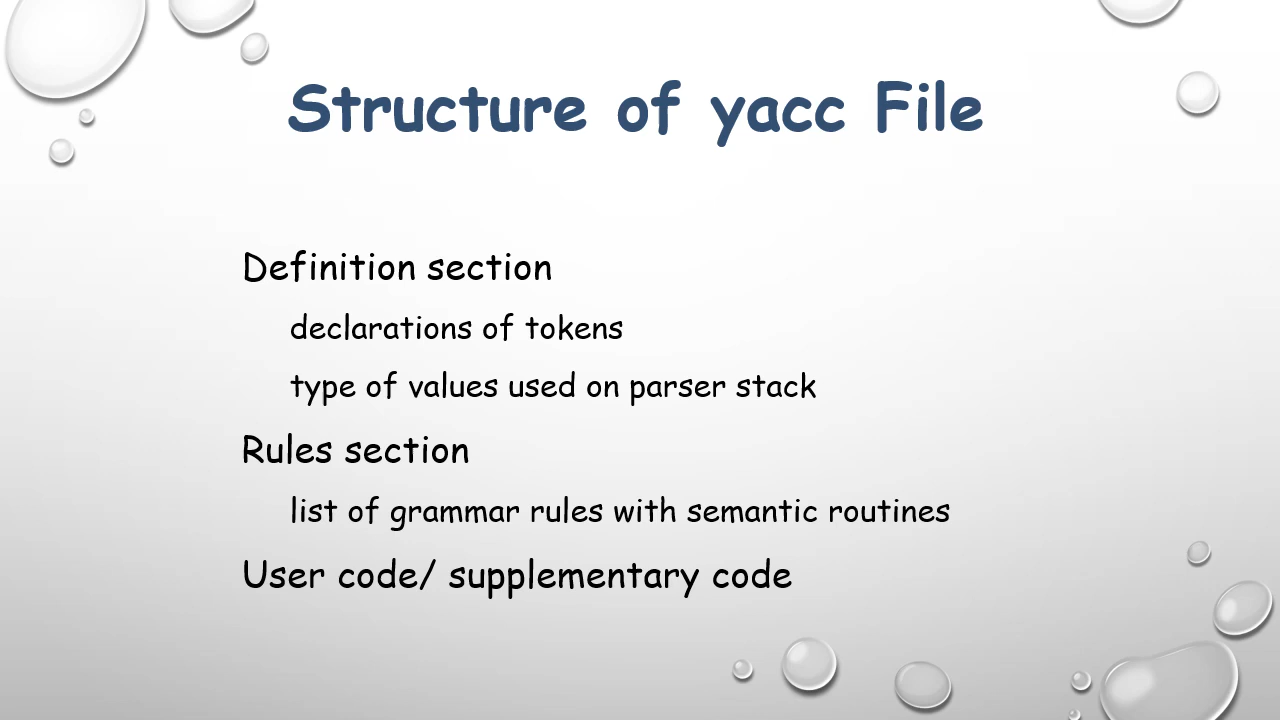 Structure of yacc File
Definition section
declarations of tokens
type of values used on parser stack
Rules section
list of grammar rules with semantic routines
User code/ supplementary code